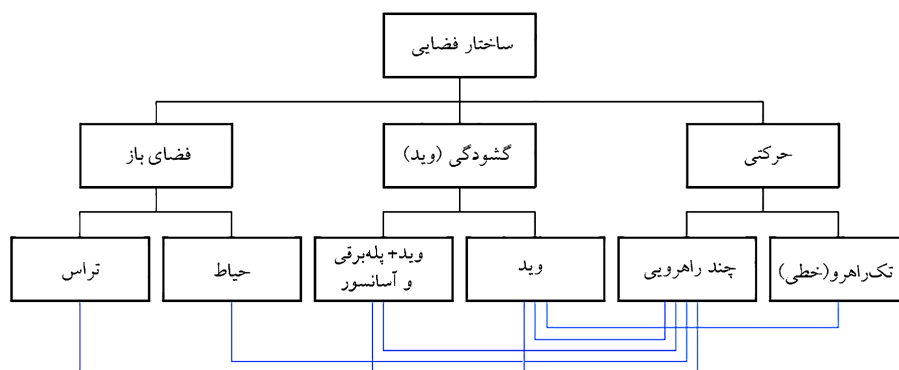 ساختار فضایی
حرکتی
گشودگی (وید)
فضای باز
تک‌راهرو(خطی)
چند راهرویی
وید
وید+پله‌برقی
و آسانسور
حیاط
تراس